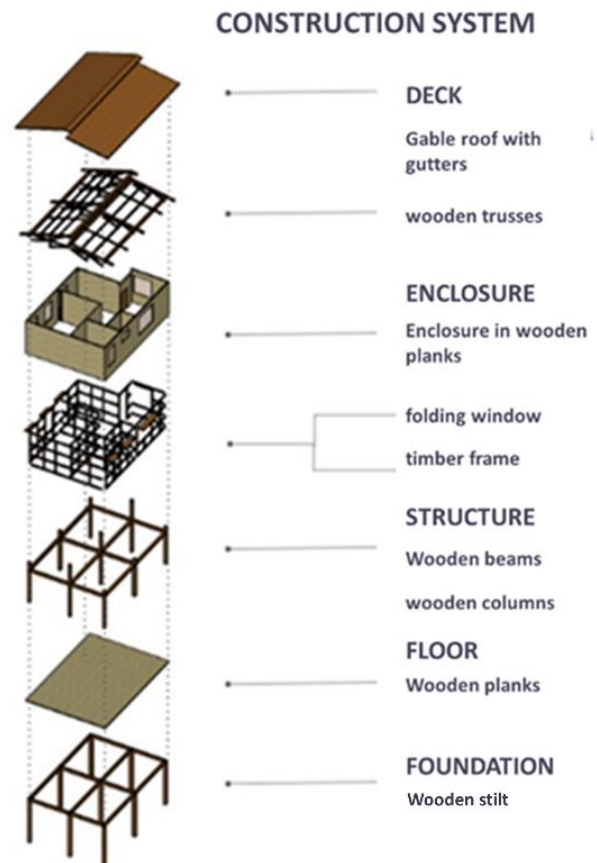 CONSTRUCTION SYSTEM
DECK
Gable roof with
gutters
wooden trusses
ENCLOSURE
Enclosure in wooden
planks
folding window
timber frame
STRUCTURE
Wooden beams
wooden columns
FLOOR
Wooden planks
FOUNDATION
Wooden stilt